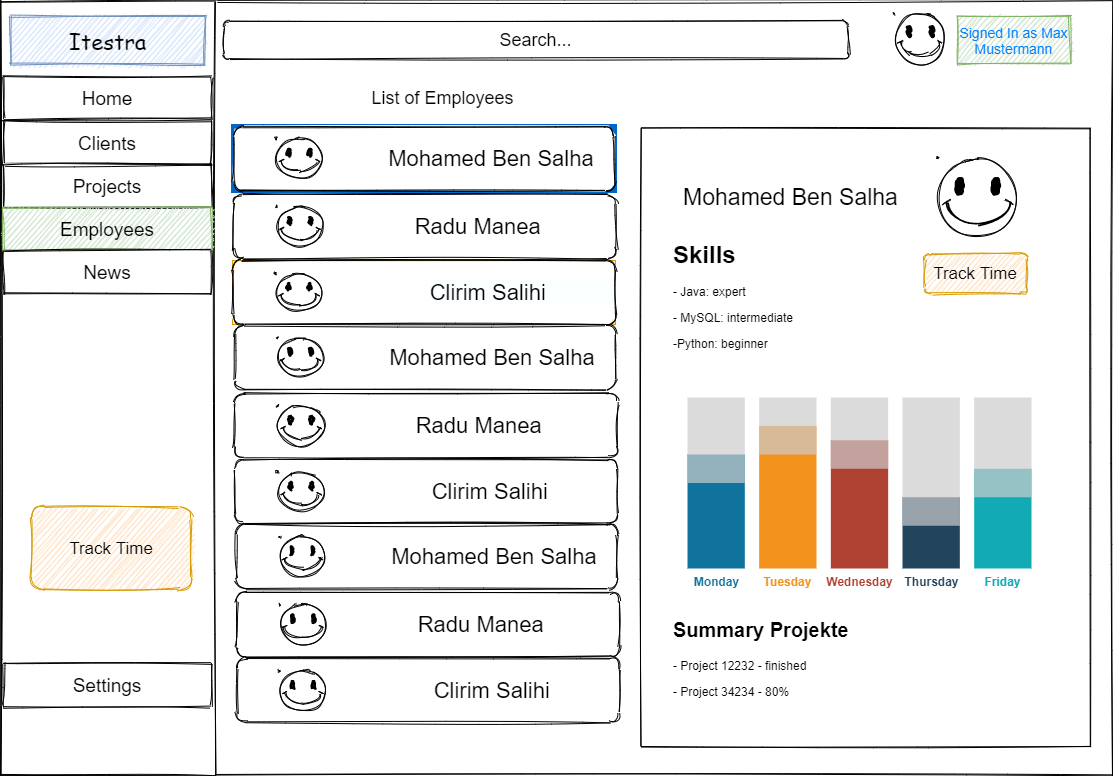 Itestra
Search...
Signed In as Max
Mustermann
Home
Clients
Projects
Employees
News
Track Time
Settings
List of Employees
Mohamed Ben Salha
Radu Manea
Clirim Salihi
Mohamed Ben Salha
Radu Manea
Clirim Salihi
Mohamed Ben Salha
Radu Manea
Clirim Salihi
Mohamed Ben Salha
Track Time
Skills
- Java: expert
- MySQL: intermediate
-Python: beginner
Monday Tuesday Wednesday Thursday Friday
Summary Projekte
- Project 12232 - finished
- Project 34234 - 80%